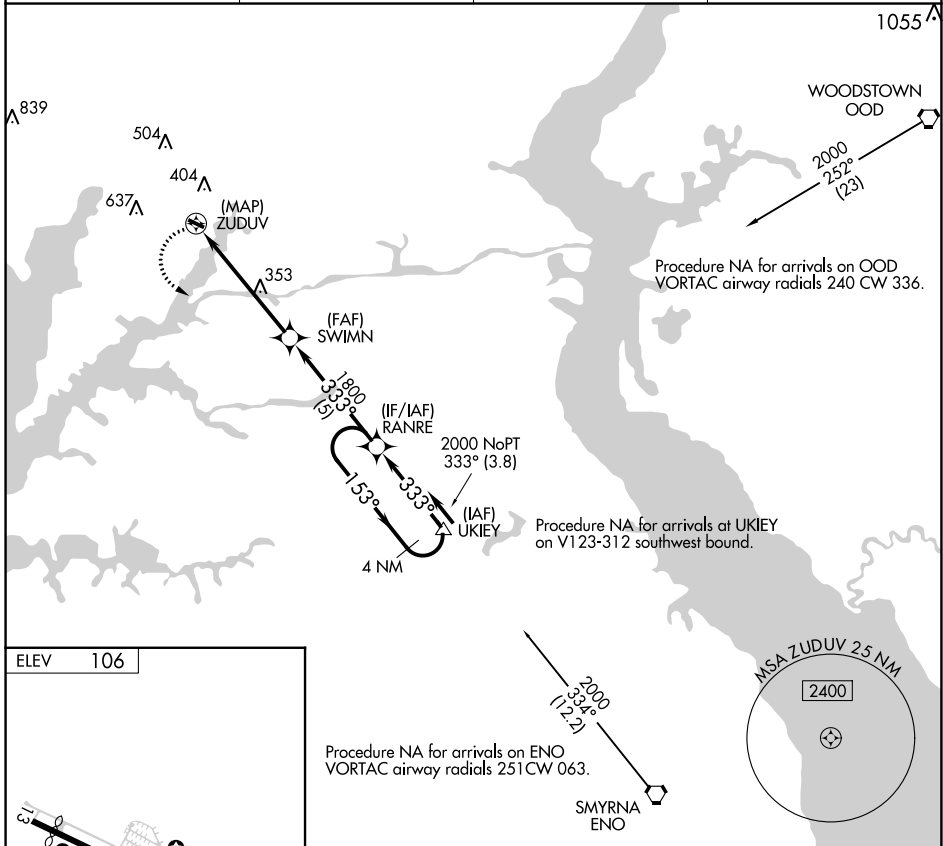 1055
839
WOODSTOWN
OOD
504
2000
252°
(23)
404
637
(MAP)
ZUDUV
Procedure NA for arrivals on OOD
VORTAC airway radials 240 CW 336.
353
(FAF)
SWIMN
1800
333°
(5)
(IF/IAF)
RANRE
2000 NoPT
333° (3.8)
153°
333°
(IAF)
UKIEY
Procedure NA for arrivals at UKIEY
on V123-312 southwest bound.
4 NM
ELEV 106
MSA ZUDUV 25 NM
2400
2000
334°
(12.2)
Procedure NA for arrivals on ENO
VORTAC airway radials 251CW 063.
SMYRNA
ENO
13